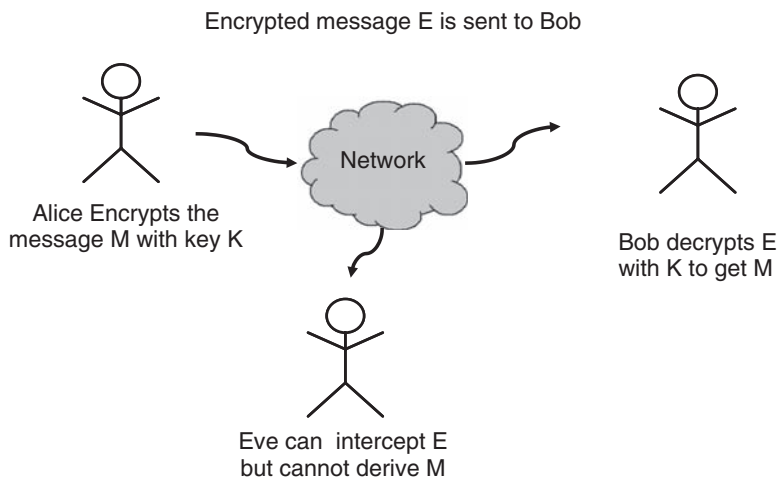 Encrypted message E is sent to Bob
Network
Alice Encrypts the
message M with key K
Bob decrypts E
with K to get M
Eve can intercept E
but cannot derive M